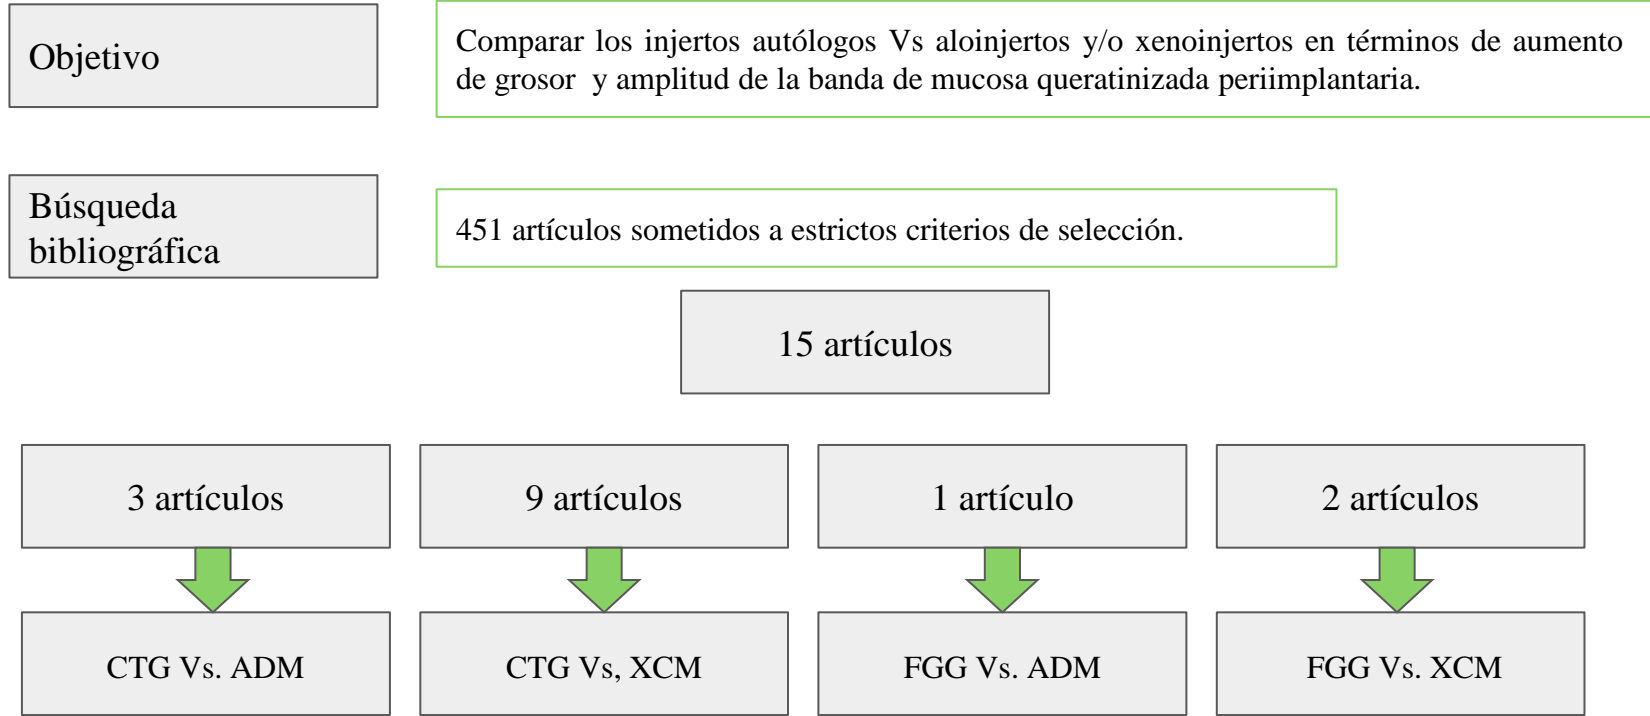 Objetivo
Comparar los injertos autólogos Vs aloinjertos y/o xenoinjertos en términos de aumento
de grosor y amplitud de la banda de mucosa queratinizada periimplantaria.
Búsqueda
bibliográfica
451 artículos sometidos a estrictos criterios de selección.
15 artículos
3 artículos
9 artículos
1 artículo
2 artículos
CTG Vs. ADM
CTG Vs, XCM
FGG Vs. ADM
FGG Vs. XCM